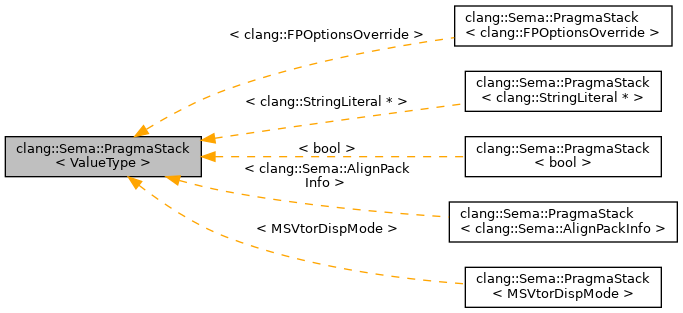 clang::Sema::PragmaStack
< ValueType >
< clang::FPOptionsOverride >
clang::Sema::PragmaStack
< clang::FPOptionsOverride >
< clang::StringLiteral * >
clang::Sema::PragmaStack
< clang::StringLiteral * >
< bool >
clang::Sema::PragmaStack
< bool >
< clang::Sema::AlignPack
Info >
clang::Sema::PragmaStack
< clang::Sema::AlignPackInfo >
< MSVtorDispMode >
clang::Sema::PragmaStack
< MSVtorDispMode >